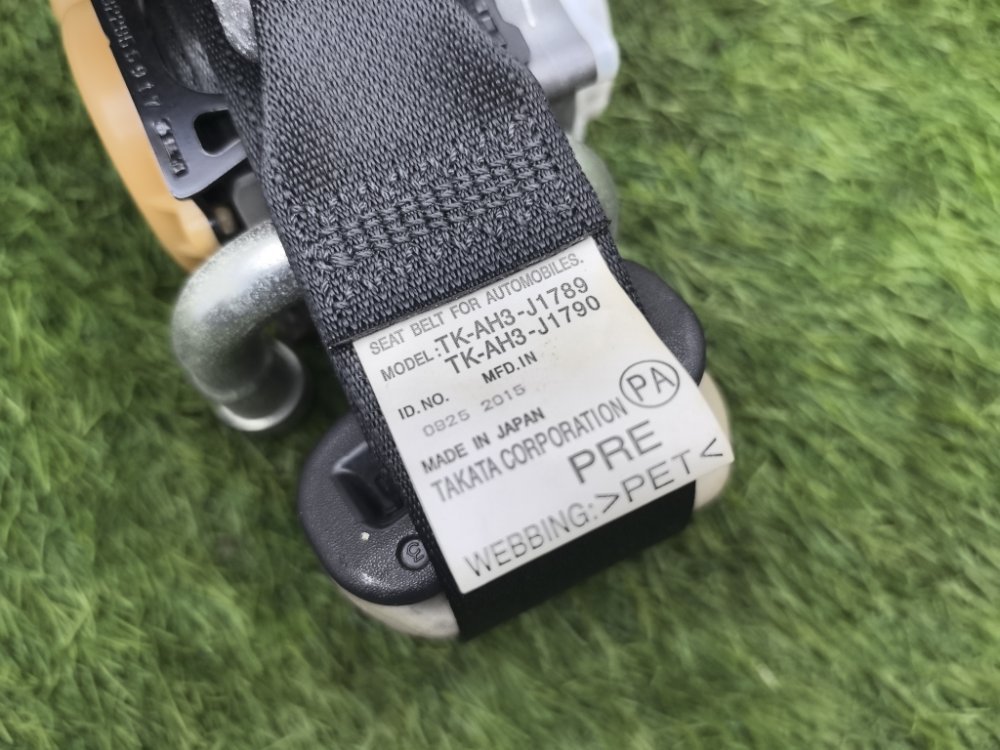 SEAT BELT FOR AUTOMOBILES.
MODEL:TK-AH3-J1789
TK-AH3-J1790
ID.NO. MFD.IN
0825 2015
MADE IN JAPAN
TAKATA CORPORATION PA
PRE
WEBBING:>PET<
3